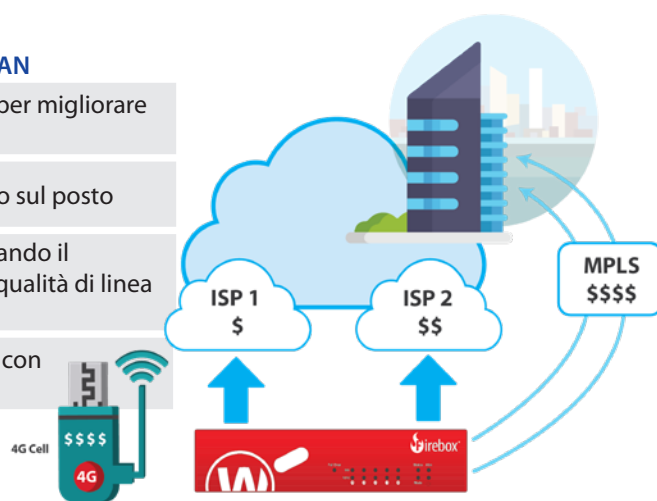 AN
per migliorare
o sul posto
ando il
qualità di linea
con
ISP 1
$
ISP 2
$$
MPLS
$$$$
4G Cell
$$$$
4G
Firebox
W